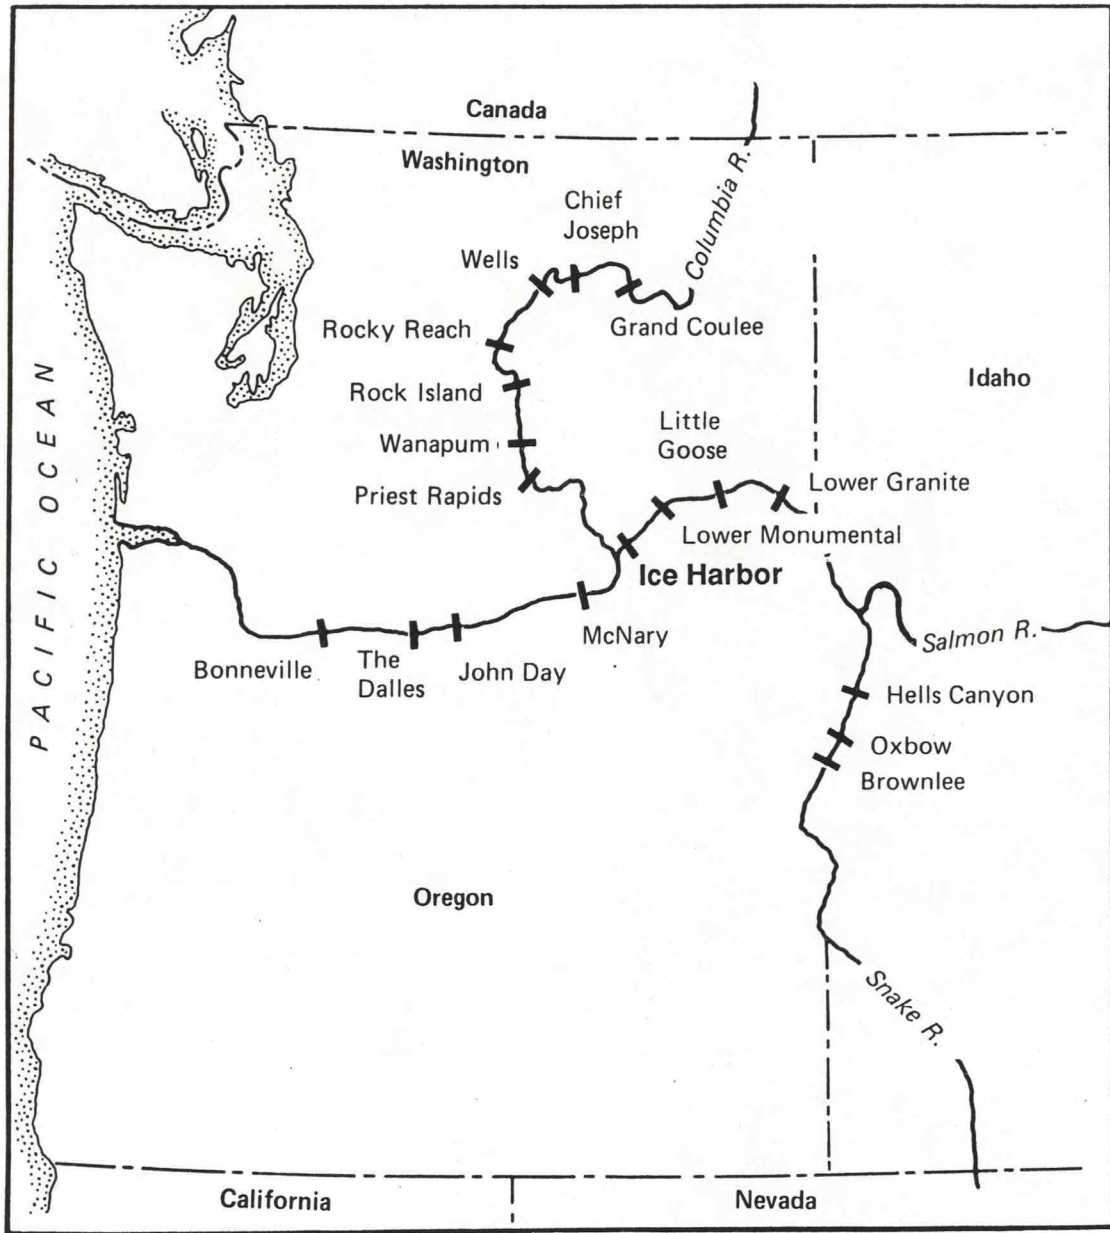 Canada
Washington
Columbia R.
Chief
Joseph
Wells
Grand Coulee
Rocky Reach
Rock Island
Idaho
Wanapum
Little
Goose
Priest Rapids
Lower Granite
Lower Monumental
Ice Harbor
PACIFIC OCEAN
McNary
Salmon R.
Bonneville
The
Dalles
John Day
Hells Canyon
Oxbow
Brownlee
Oregon
Snake R.
California
Nevada